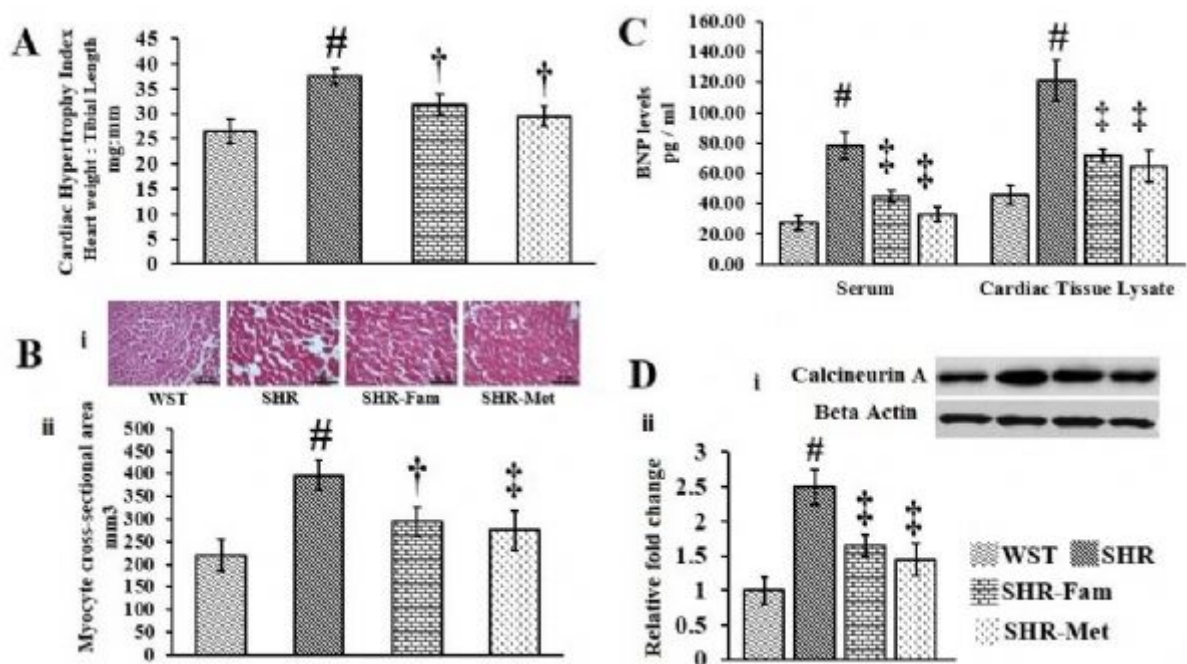 A
Cardiac Hypertrophy Index
Heart weight : Tibial Length
mg:mm
45
40
35
30
25
20
15
10
5
0
#
†
†
B
i
WST
SHR
SHR-Fam
SHR-Met
ii
Myocyte cross-sectional area
mm3
500
450
400
350
300
250
200
150
100
50
0
#
†
‡
C
BNP levels
pg / ml
160.00
140.00
120.00
100.00
80.00
60.00
40.00
20.00
0.00
#
‡
‡
#
‡
‡
Serum
Cardiac Tissue Lysate
D
i
Calcineurin A
Beta Actin
ii
Relative fold change
3
2.5
2
1.5
1
0.5
0
#
‡
‡
WST
SHR
SHR-Fam
SHR-Met